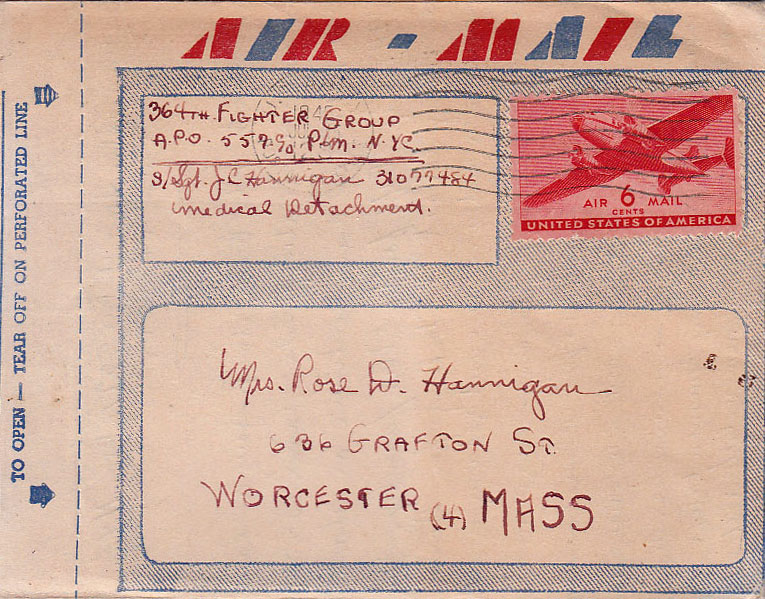 AIR-MAIL
364TH FIGHTER GROUP
A.P.O. 557 c/o P.M. N.Y.C.
S/Sgt. J C Hannigan 31077484
Medical Detachment.
AIR 6 MAIL
CENTS
UNITED STATES OF AMERICA
Mrs. Rose D. Hannigan
636 GRAFTON ST.
WORCESTER (4) MASS
TO OPEN — TEAR OFF ON PERFORATED LINE